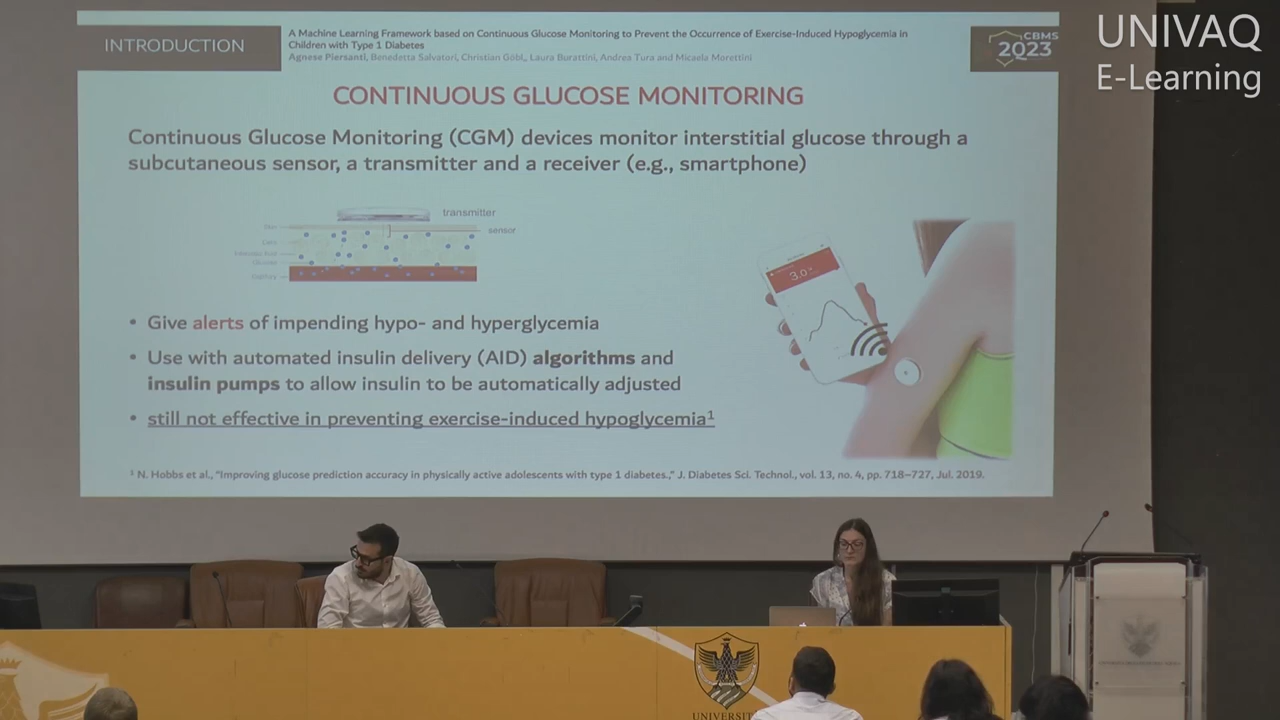 UNIVAQ
E-Learning
INTRODUCTION
A Machine Learning Framework based on Continuous Glucose Monitoring to Prevent the Occurrence of Exercise-Induced Hypoglycemia in
Children with Type 1 Diabetes
Agnese Piersanti, Benedetta Salvatori, Christian Göbl, Laura Burattini, Andrea Tura and Micaela Morettini
CBMS
2023
CONTINUOUS GLUCOSE MONITORING
Continuous Glucose Monitoring (CGM) devices monitor interstitial glucose through a
subcutaneous sensor, a transmitter and a receiver (e.g., smartphone)
transmitter
sensor
3.0
• Give alerts of impending hypo- and hyperglycemia
• Use with automated insulin delivery (AID) algorithms and
insulin pumps to allow insulin to be automatically adjusted
• still not effective in preventing exercise-induced hypoglycemia¹
¹ N. Hobbs et al., “Improving glucose prediction accuracy in physically active adolescents with type 1 diabetes.,” J. Diabetes Sci. Technol., vol. 13, no. 4, pp. 718–727, Jul. 2019.